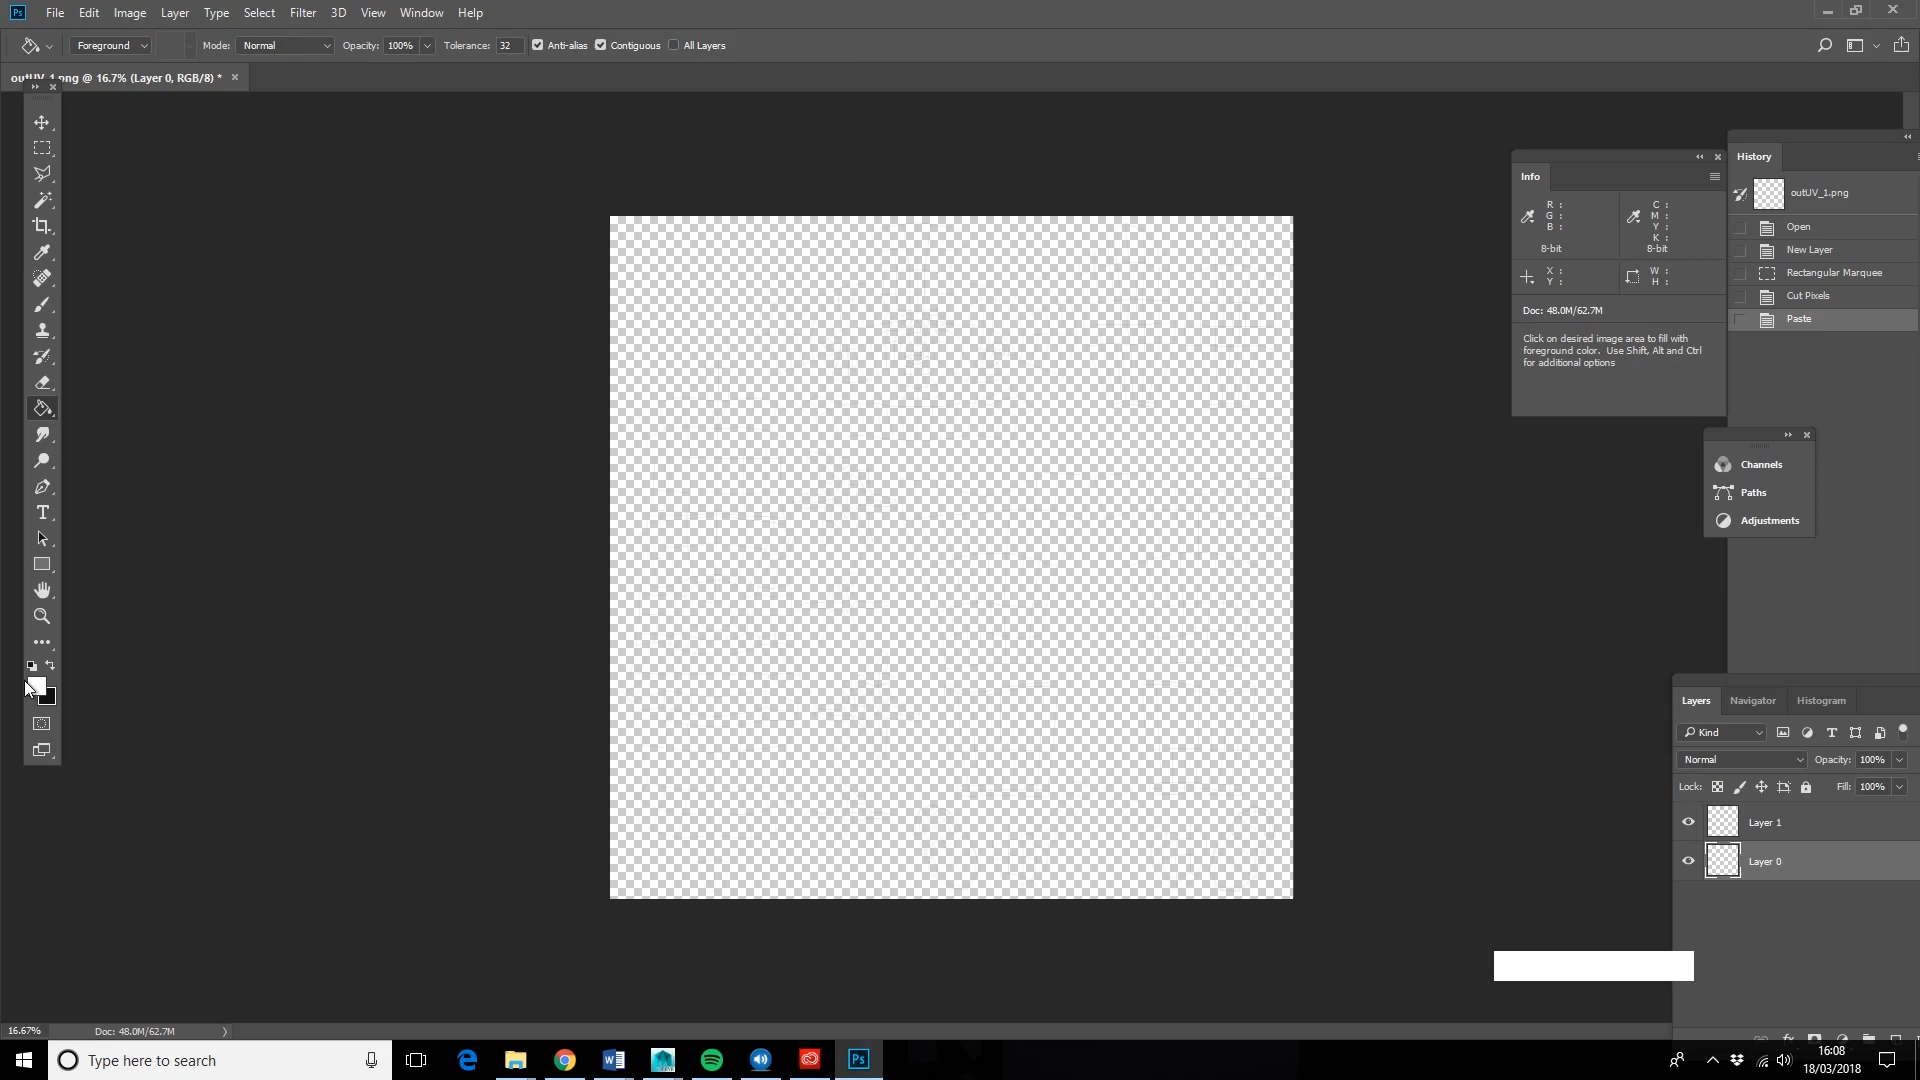 Ps File Edit Image Layer Type Select Filter 3D View Window Help
Foreground Mode: Normal Opacity: 100% Tolerance: 32 Anti-alias Contiguous All Layers
outUV_1.png @ 16.7% (Layer 0, RGB/8) *
History
Info
outUV_1.png
R : C :
G : M :
B : Y :
K :
8-bit 8-bit
Open
New Layer
X : W :
Y : H :
Rectangular Marquee
Cut Pixels
Doc: 48.0M/62.7M
Paste
Click on desired image area to fill with
foreground color. Use Shift, Alt and Ctrl
for additional options
Channels
Paths
Adjustments
Layers Navigator Histogram
Kind
Normal Opacity: 100%
Lock: Fill: 100%
Layer 1
Layer 0
16.67% Doc: 48.0M/62.7M
Type here to search
Ps
16:08
18/03/2018